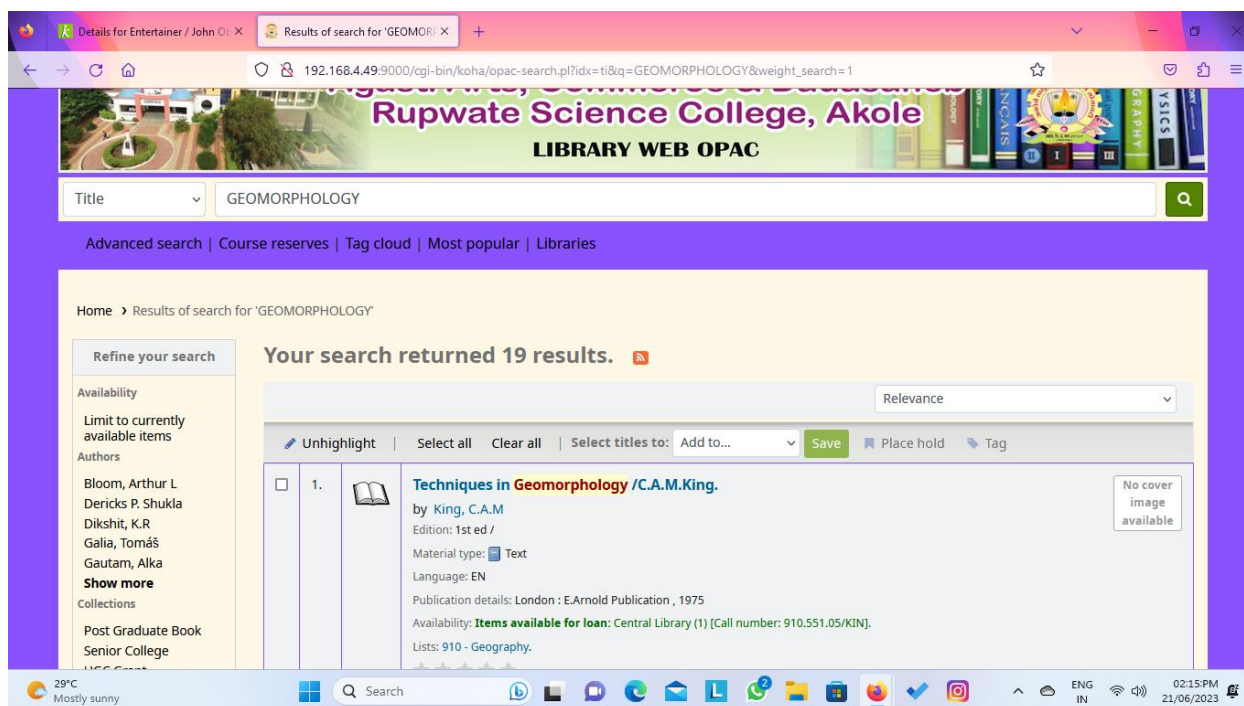 Details for Entertainer / John O
Results of search for 'GEOMORP
192.168.4.49:9000/cgi-bin/koha/opac-search.pl?idx=ti&q=GEOMORPHOLOGY&weight_search=1
Rupwate Science College, Akole
LIBRARY WEB OPAC
Title GEOMORPHOLOGY
Advanced search | Course reserves | Tag cloud | Most popular | Libraries
Home › Results of search for 'GEOMORPHOLOGY'
Refine your search
Availability
Limit to currently
available items
Authors
Bloom, Arthur L
Dericks P. Shukla
Dikshit, K.R
Galia, Tomáš
Gautam, Alka
Show more
Collections
Post Graduate Book
Senior College
Your search returned 19 results.
Relevance
Unhighlight | Select all Clear all | Select titles to: Add to... Save Place hold Tag
1.
Techniques in Geomorphology /C.A.M.King.
by King, C.A.M
Edition: 1st ed /
Material type: Text
Language: EN
Publication details: London : E.Arnold Publication , 1975
Availability: Items available for loan: Central Library (1) [Call number: 910.551.05/KIN].
Lists: 910 - Geography.
No cover
image
available
29°C
Mostly sunny
Search
2
ENG
IN
02:15:PM
21/06/2023